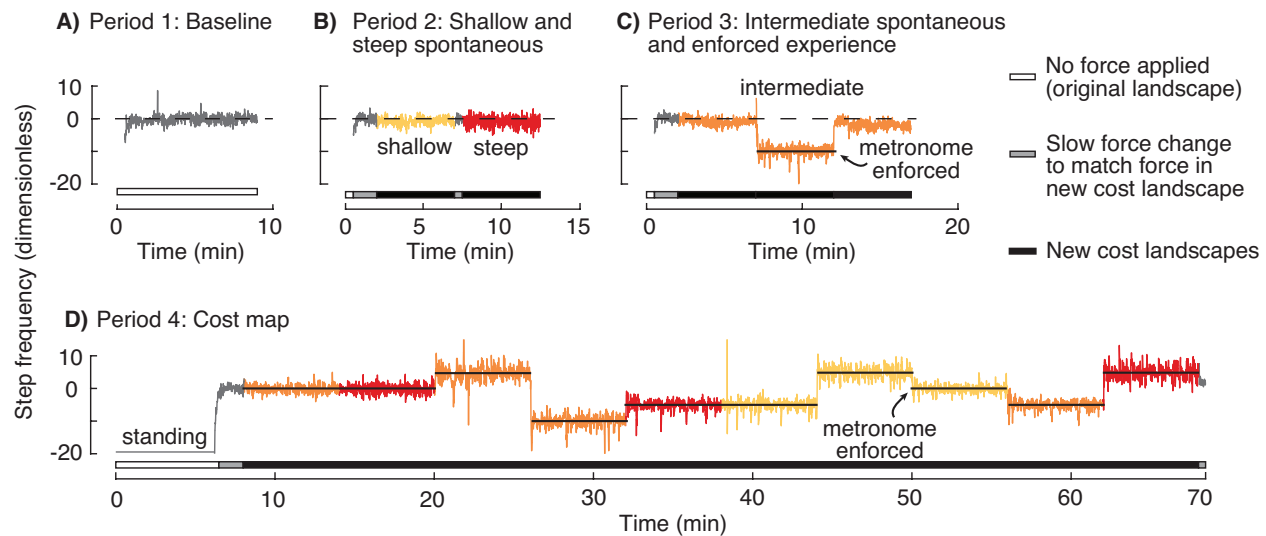 A) Period 1: Baseline
B) Period 2: Shallow and
steep spontaneous
C) Period 3: Intermediate spontaneous
and enforced experience
No force applied
(original landscape)
Slow force change
to match force in
new cost landscape
New cost landscapes
Step frequency (dimensionless)
10
0
-20
0
10
Time (min)
shallow
steep
0
5
10
15
Time (min)
intermediate
metronome
enforced
0
10
20
Time (min)
D) Period 4: Cost map
10
0
-20
standing
metronome
enforced
0
10
20
30
40
50
60
70
Time (min)